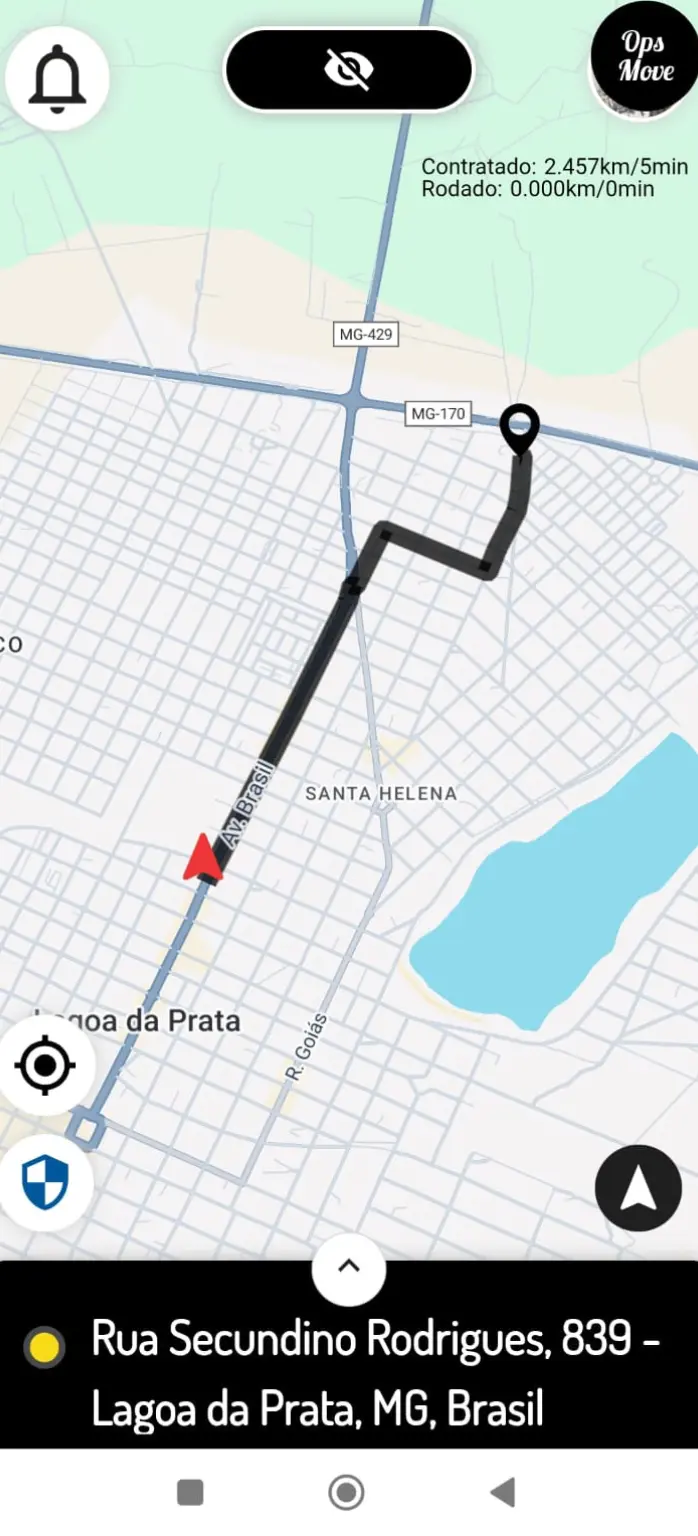 Ops
Move
Contratado: 2.457km/5min
Rodado: 0.000km/0min
MG-429
MG-170
CO
Av. Brasil
SANTA HELENA
Lagoa da Prata
R. Goiás
Rua Secundino Rodrigues, 839 -
Lagoa da Prata, MG, Brasil